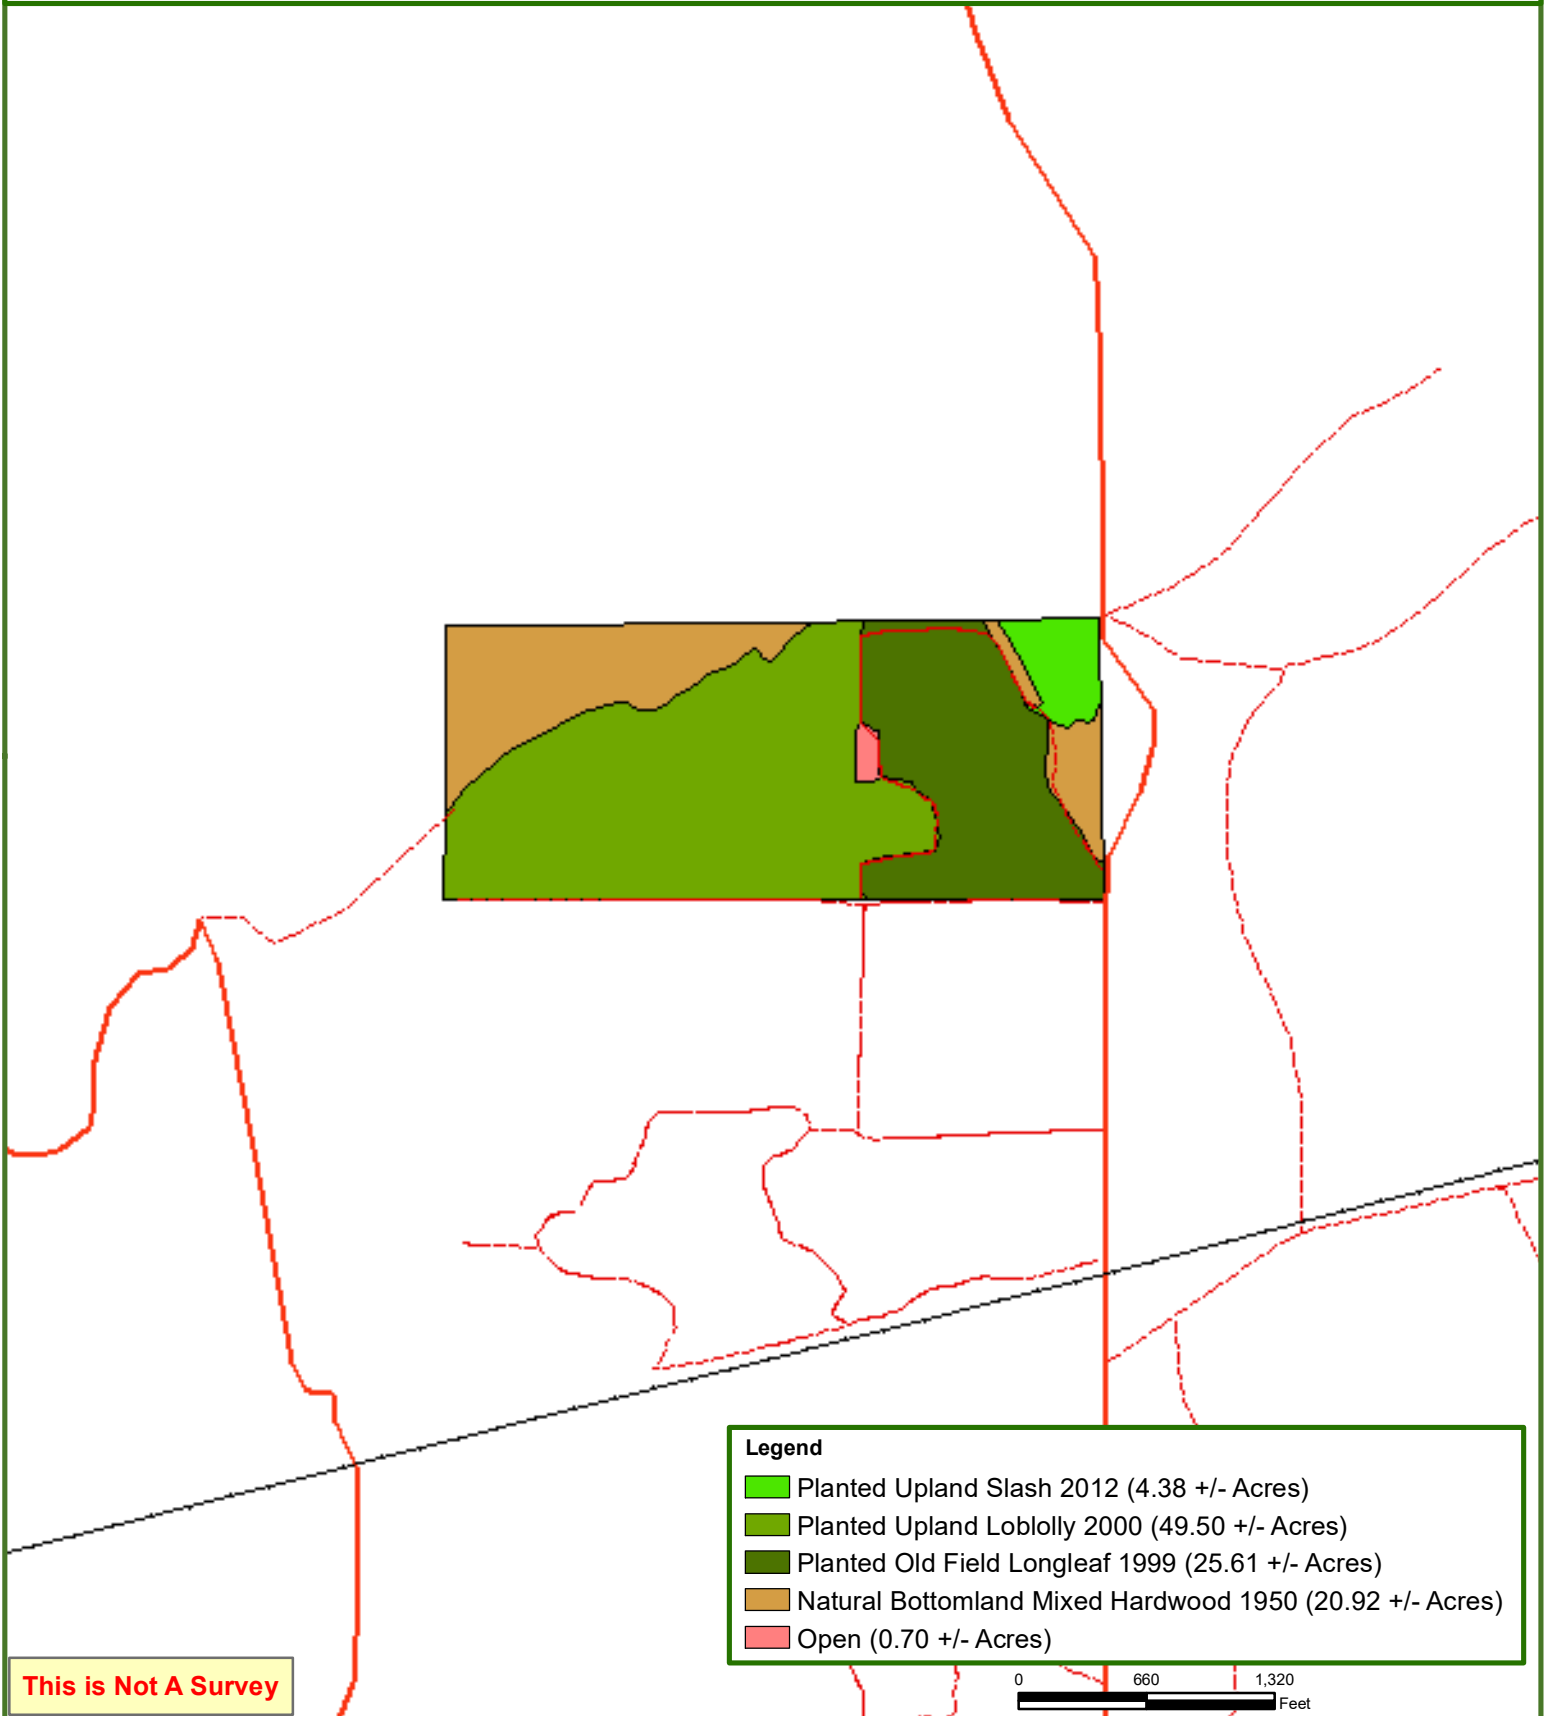 Legend
Planted Upland Slash 2012 (4.38 +/- Acres)
Planted Upland Loblolly 2000 (49.50 +/- Acres)
Planted Old Field Longleaf 1999 (25.61 +/- Acres)
Natural Bottomland Mixed Hardwood 1950 (20.92 +/- Acres)
Open (0.70 +/- Acres)
This is Not A Survey
0 660 1,320
Feet